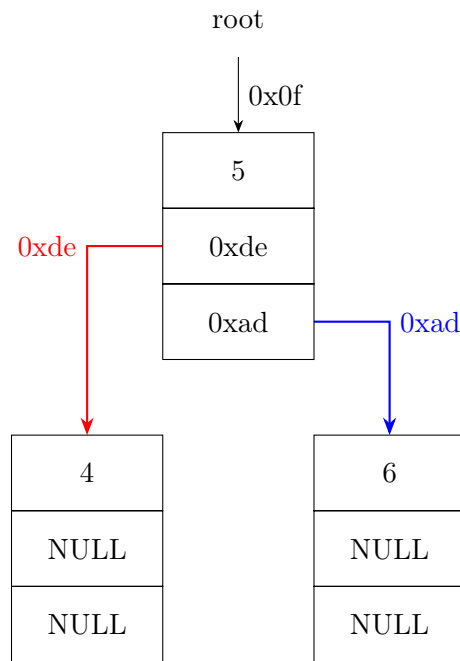 root
0x0f
5
0xde 0xde
0xad 0xad
4 6
NULL NULL
NULL NULL